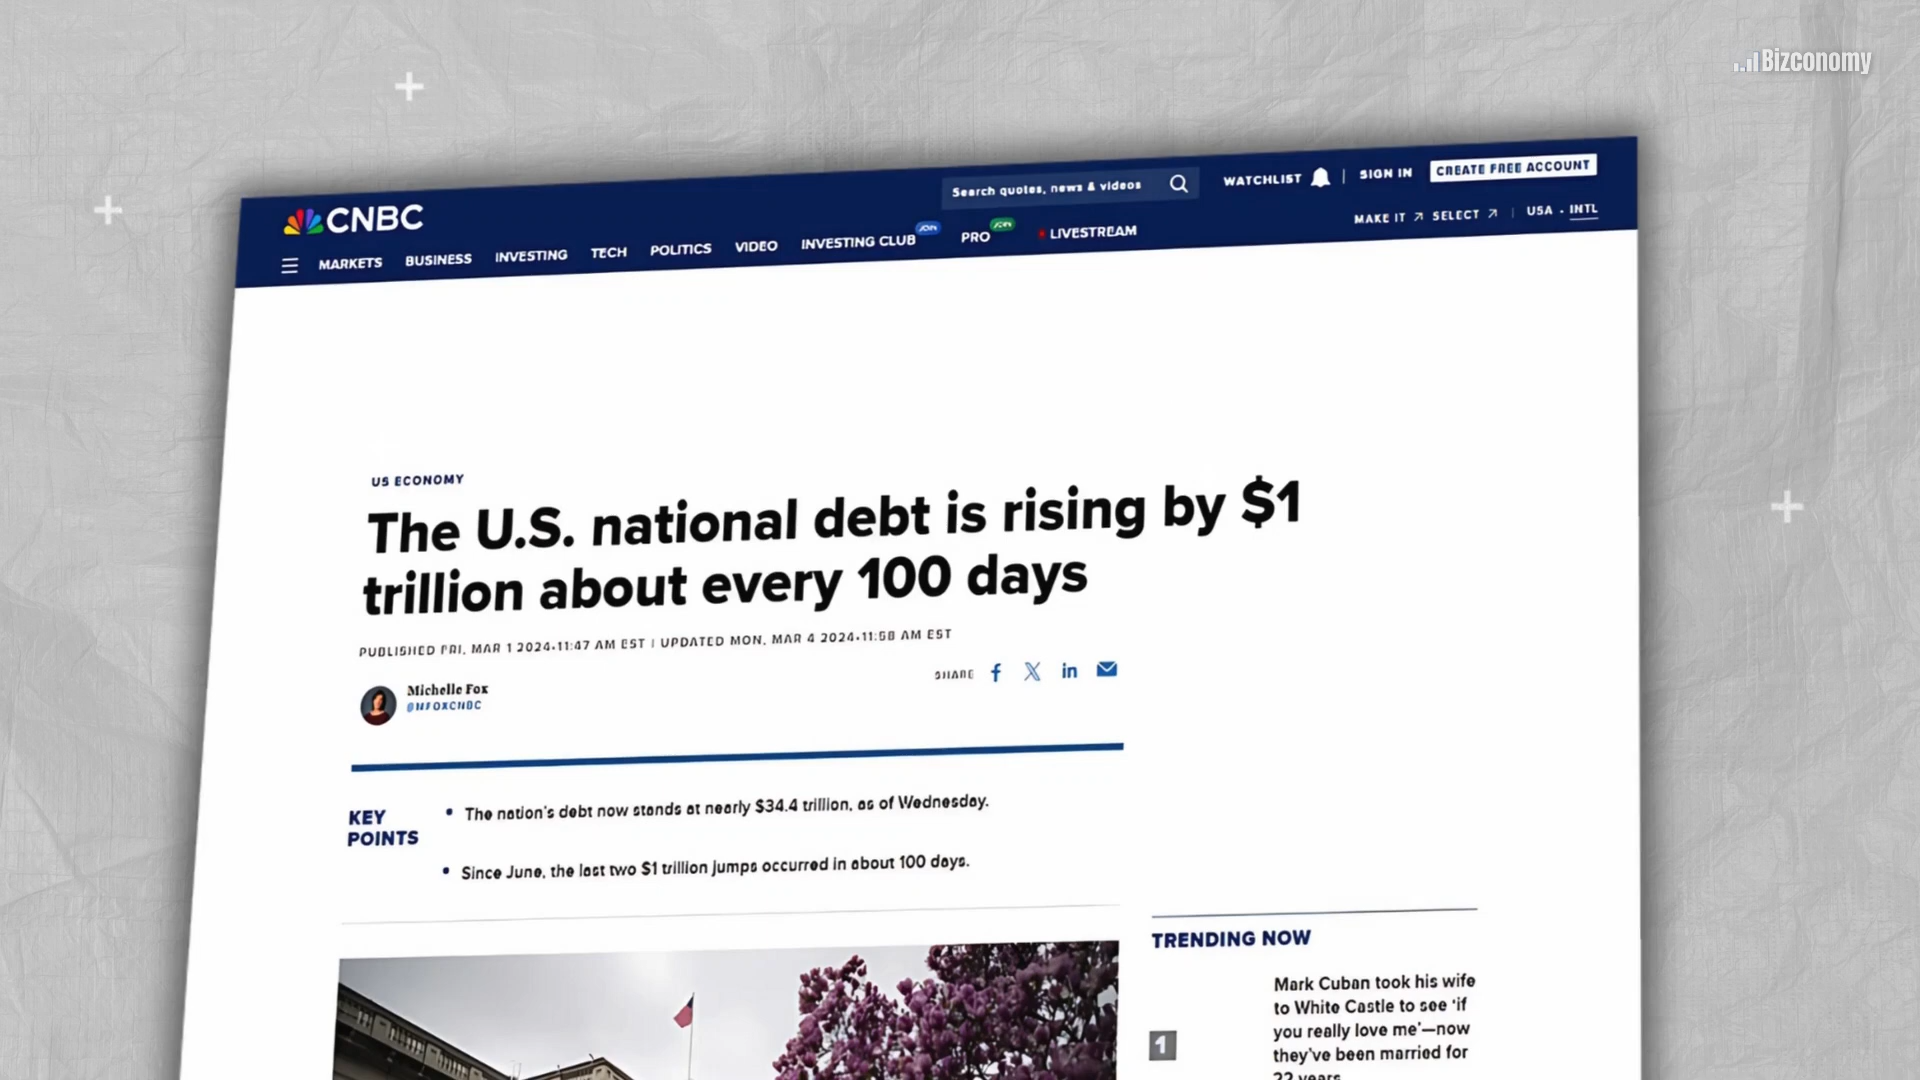 Bizconomy
CNBC
Search quotes, news & videos
WATCHLIST | SIGN IN CREATE FREE ACCOUNT
MARKETS BUSINESS INVESTING TECH POLITICS VIDEO INVESTING CLUB JOIN PRO JOIN LIVESTREAM
MAKE IT SELECT | USA • INTL
US ECONOMY
The U.S. national debt is rising by $1
trillion about every 100 days
PUBLISHED FRI, MAR 1 2024•11:47 AM EST | UPDATED MON, MAR 4 2024•11:58 AM EST
Michelle Fox
@MFOXCNBC
SHARE
KEY
POINTS
• The nation's debt now stands at nearly $34.4 trillion, as of Wednesday.
• Since June, the last two $1 trillion jumps occurred in about 100 days.
TRENDING NOW
1
Mark Cuban took his wife
to White Castle to see ‘if
you really love me’—now
they’ve been married for
22 years